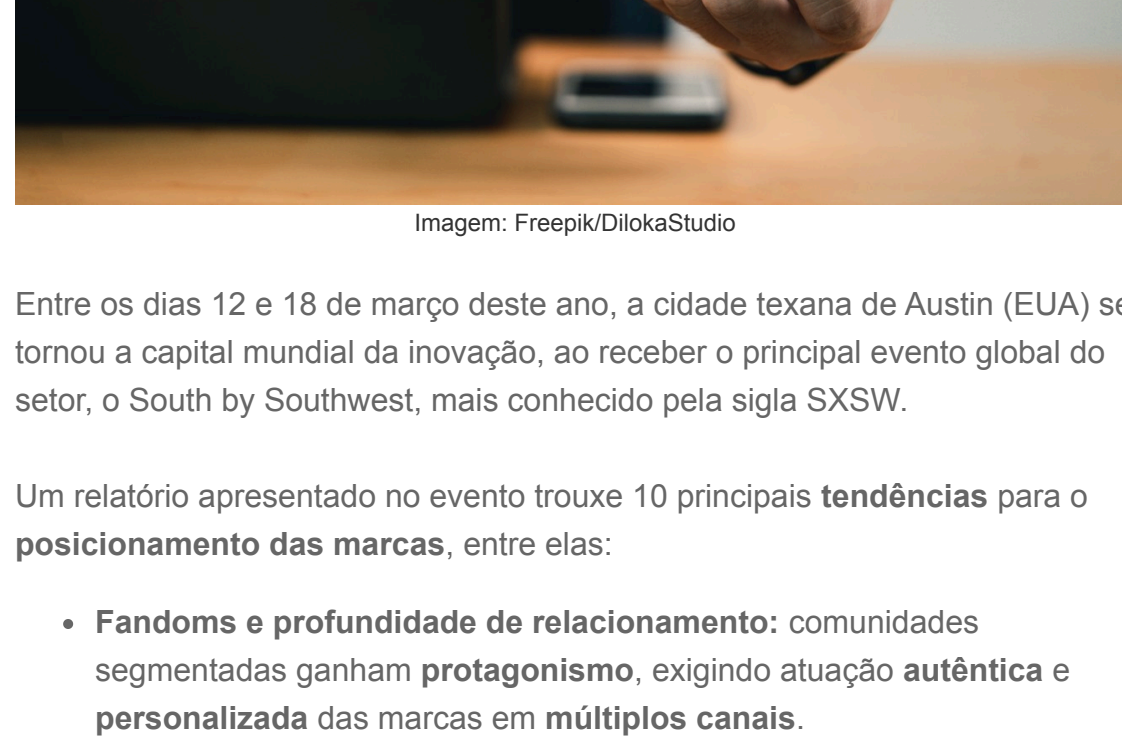 Imagem: Freepik/DilokaStudio
Entre os dias 12 e 18 de março deste ano, a cidade texana de Austin (EUA) se
tornou a capital mundial da inovação, ao receber o principal evento global do
setor, o South by Southwest, mais conhecido pela sigla SXSW.
Um relatório apresentado no evento trouxe 10 principais tendências para o
posicionamento das marcas, entre elas:
• Fandoms e profundidade de relacionamento: comunidades
segmentadas ganham protagonismo, exigindo atuação autêntica e
personalizada das marcas em múltiplos canais.